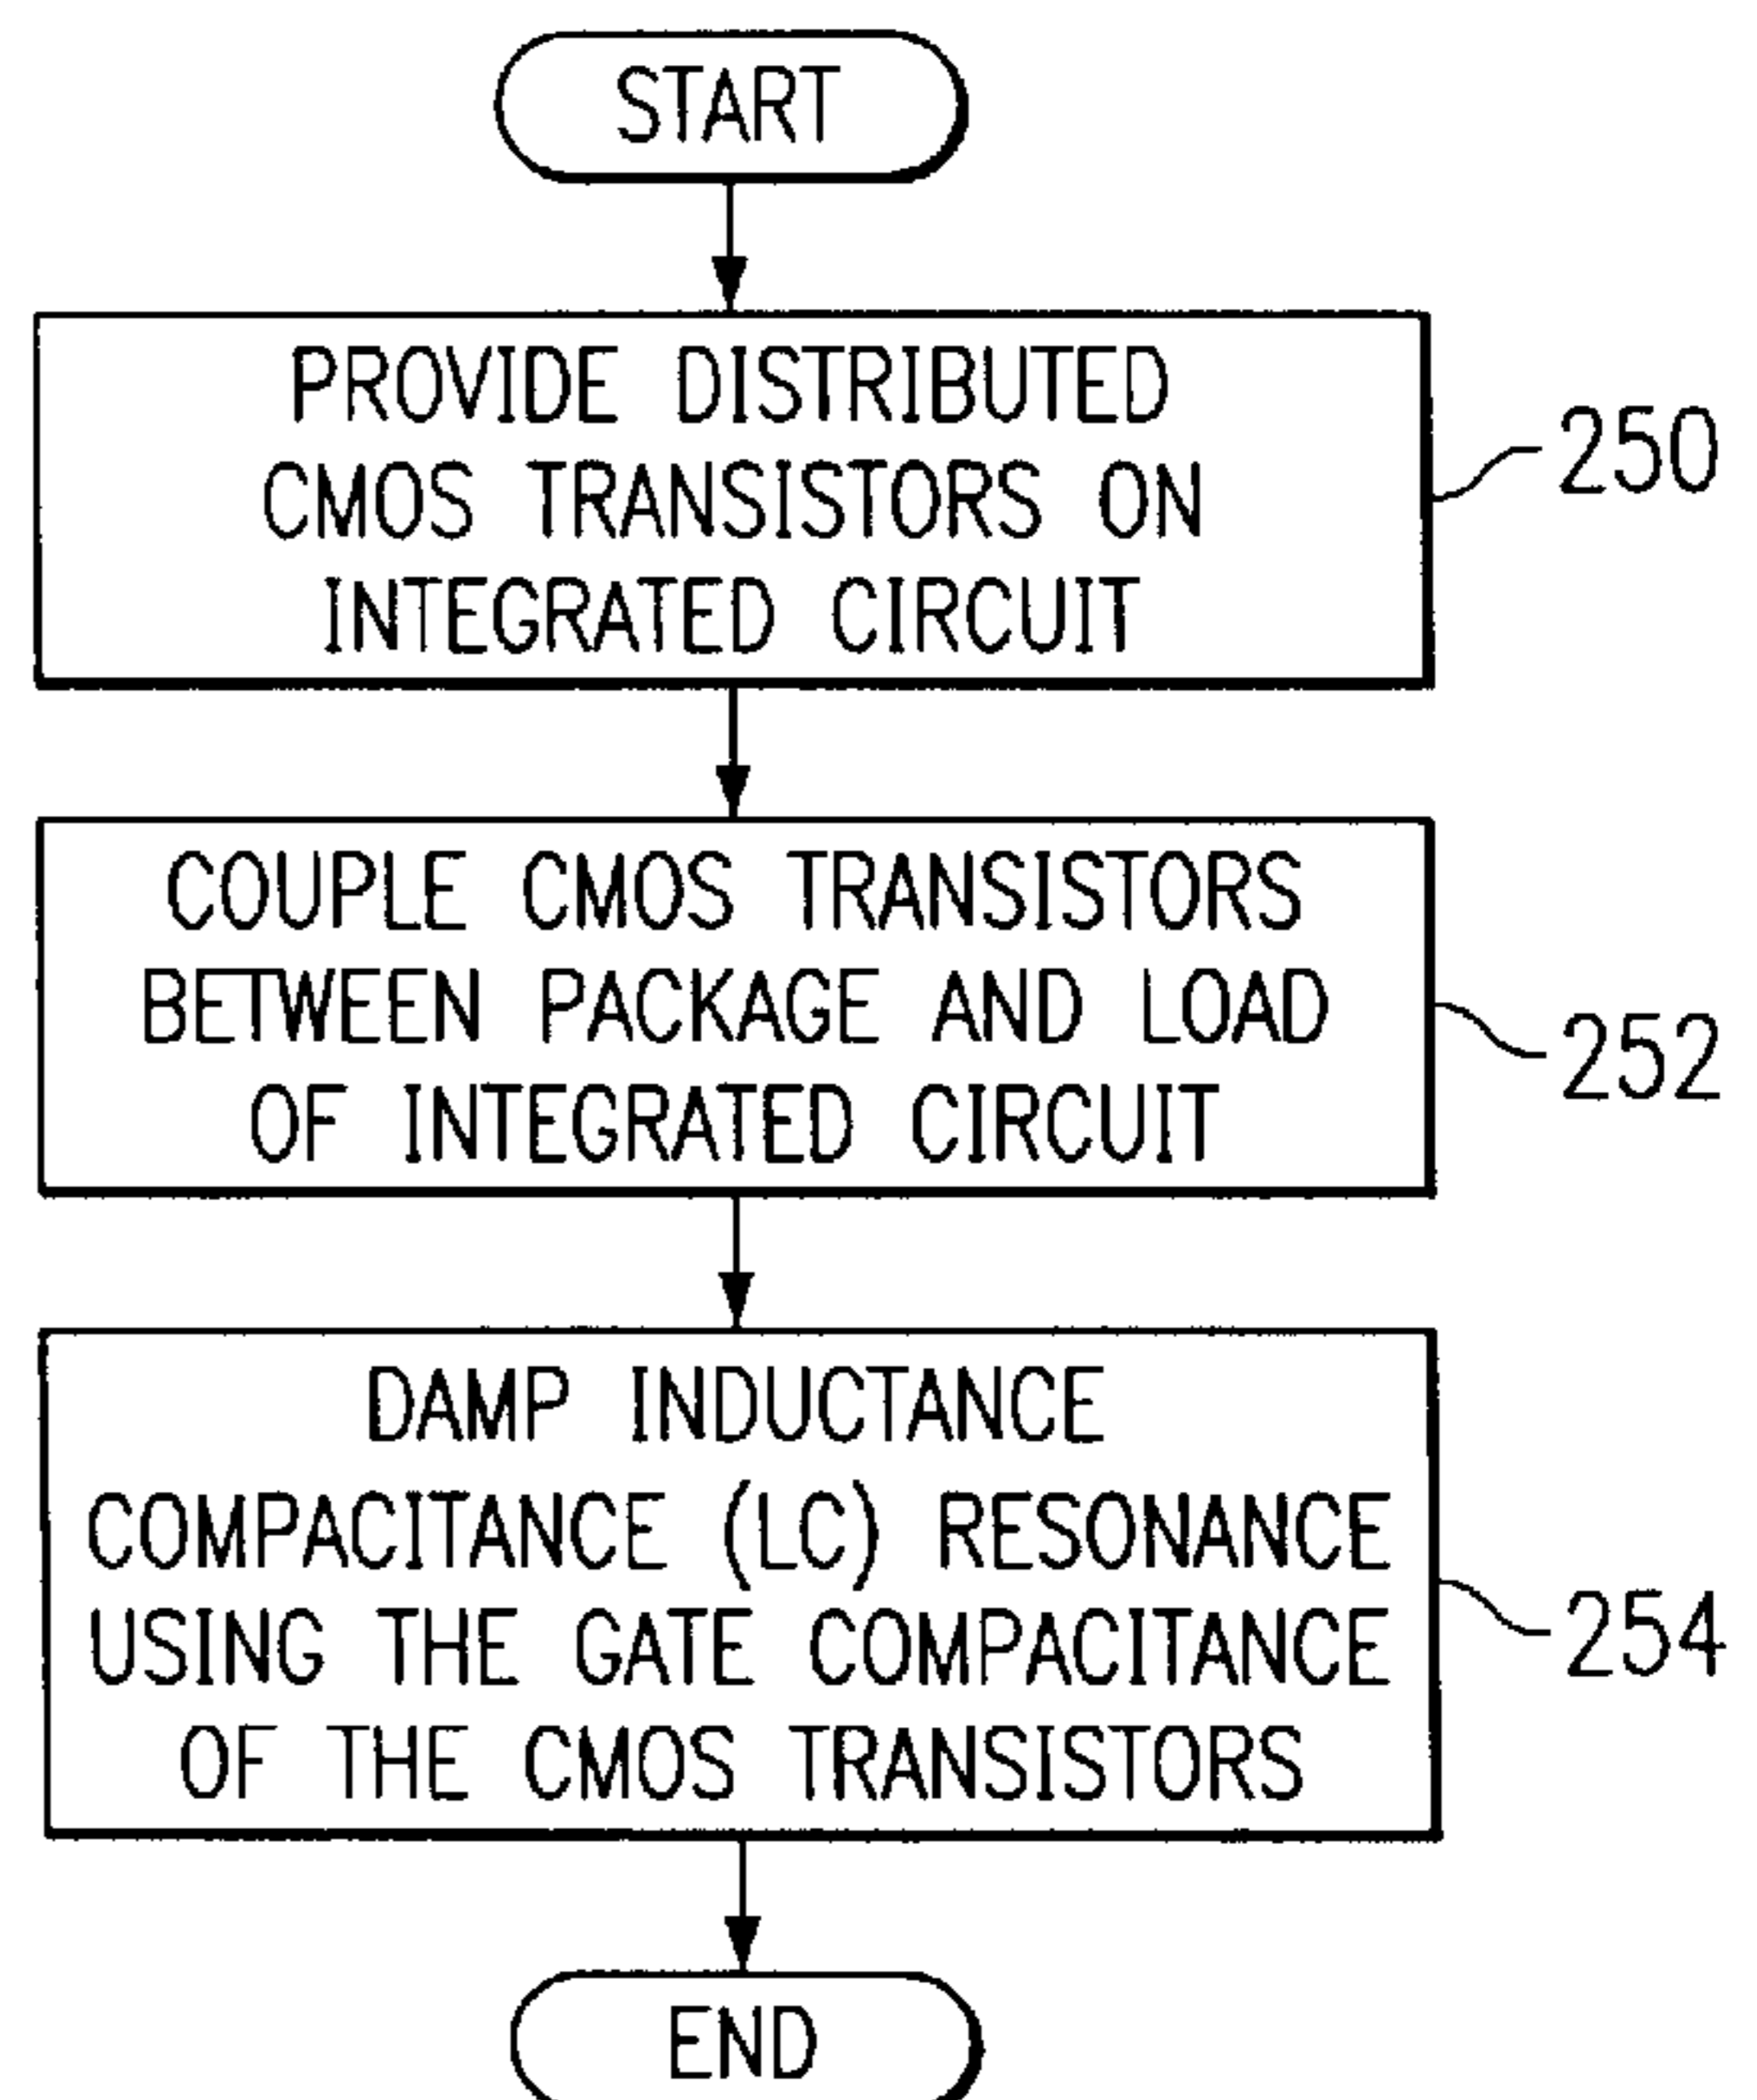 START
PROVIDE DISTRIBUTED
CMOS TRANSISTORS ON
INTEGRATED CIRCUIT
250
COUPLE CMOS TRANSISTORS
BETWEEN PACKAGE AND LOAD
OF INTEGRATED CIRCUIT
252
DAMP INDUCTANCE
COMPACITANCE (LC) RESONANCE
USING THE GATE COMPACITANCE
OF THE CMOS TRANSISTORS
254
END